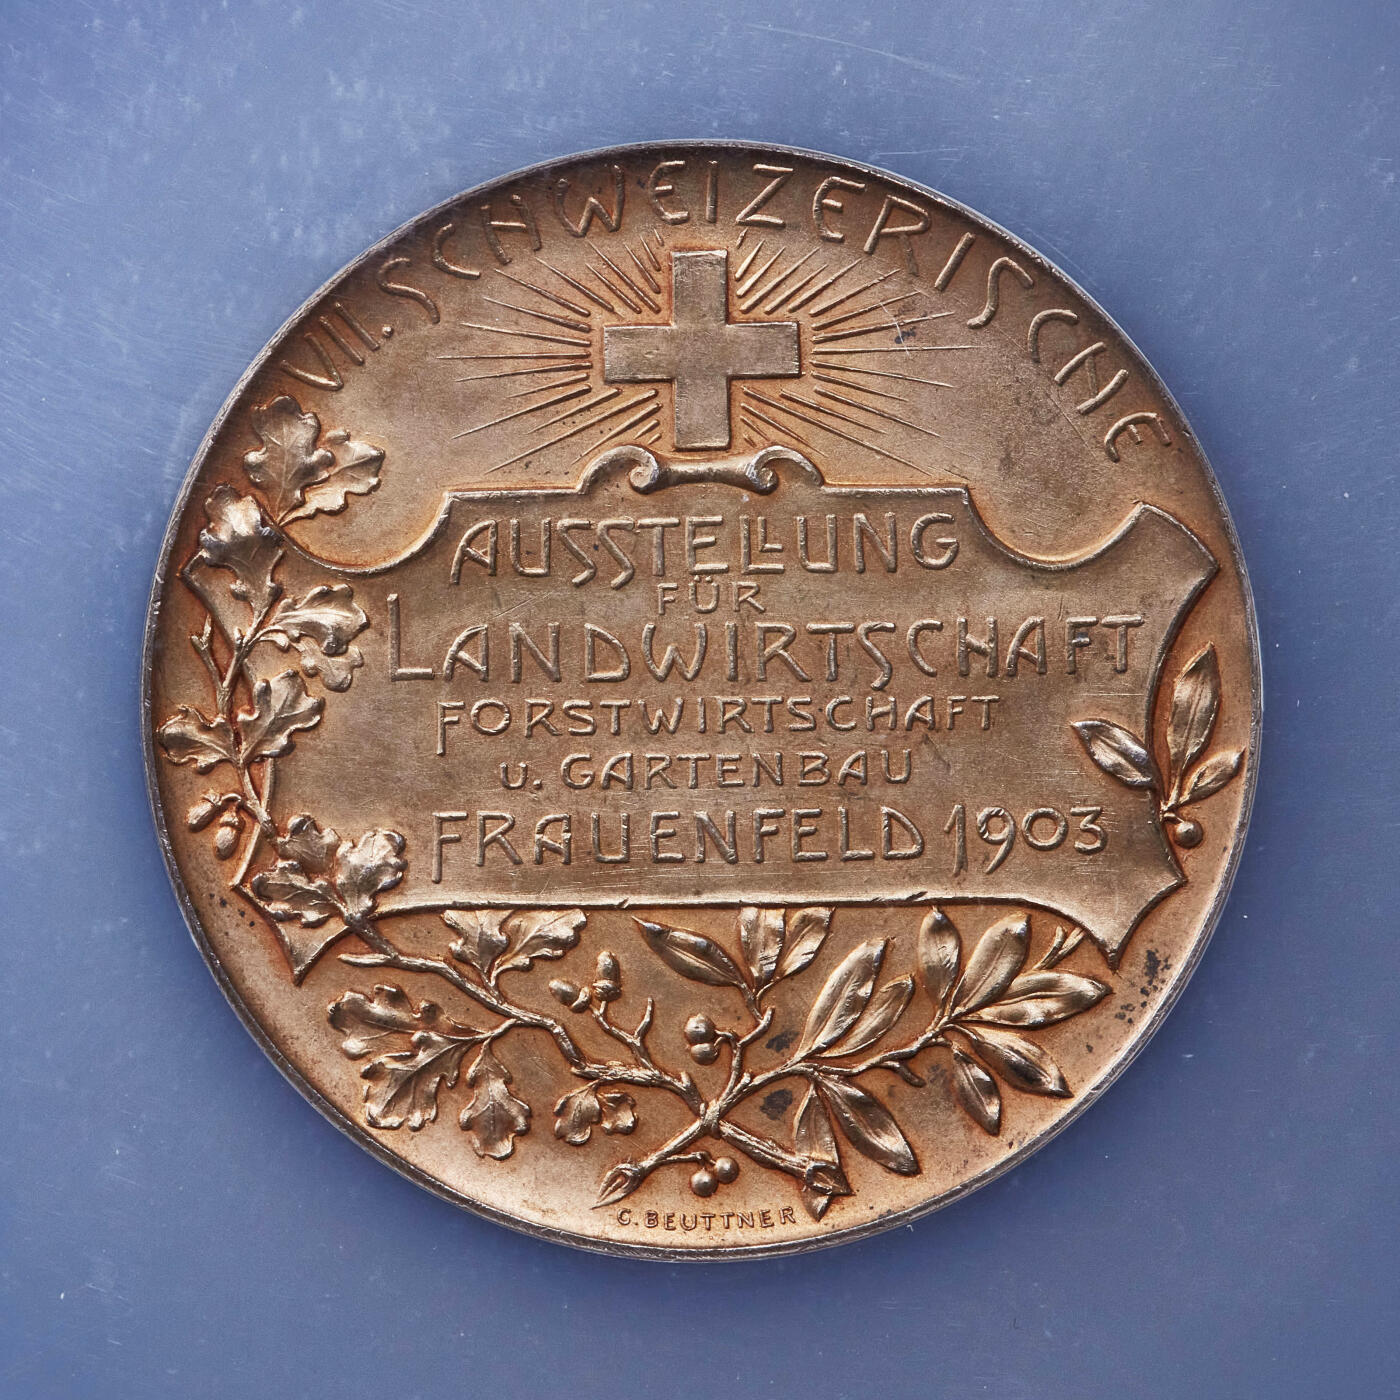 VII. SCHWEIZERISCHE
AUSSTELLUNG
FÜR
LANDWIRTSCHAFT
FORSTWIRTSCHAFT
U. GARTENBAU
FRAUENFELD 1903
C. BEUTTNER